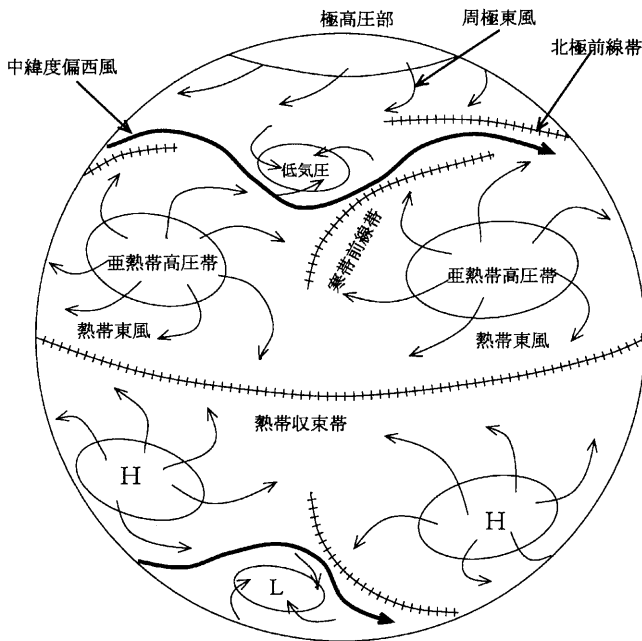 極高圧部
周極東風
北極前線帯
中緯度偏西風
低気圧
寒帯前線帯
亜熱帯高圧帯
亜熱帯高圧帯
熱帯東風
熱帯東風
熱帯収束帯
H
H
L